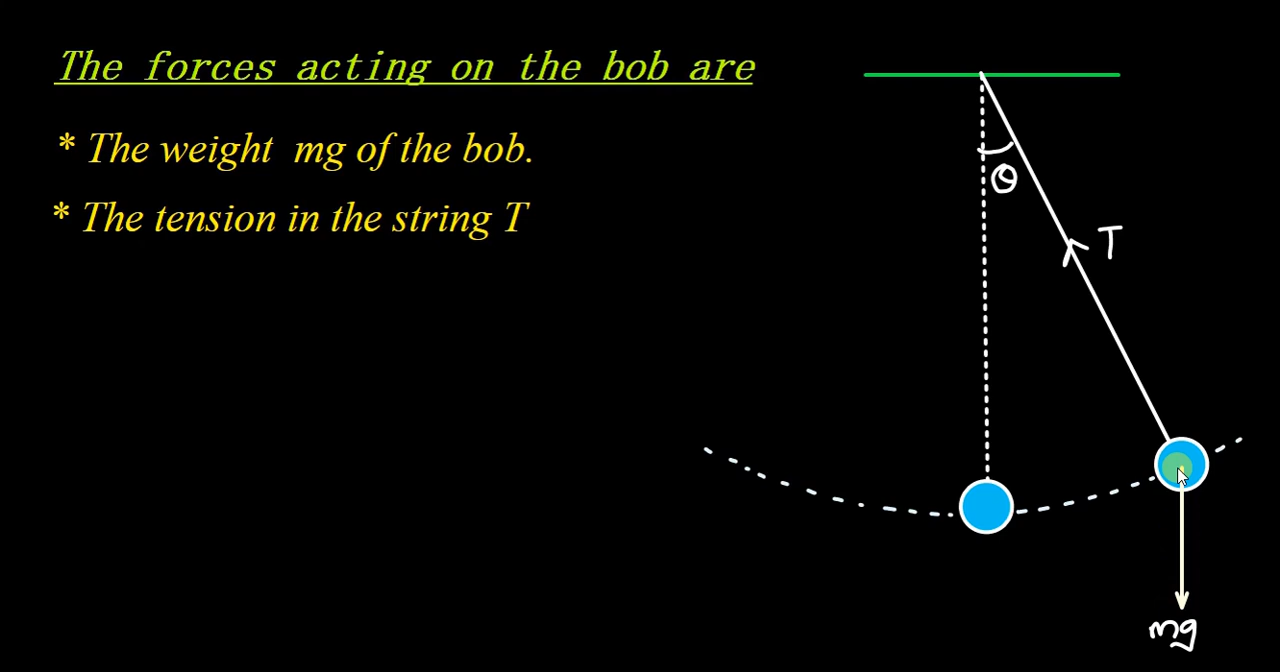 The forces acting on the bob are
* The weight mg of the bob.
* The tension in the string T
θ
T
mg